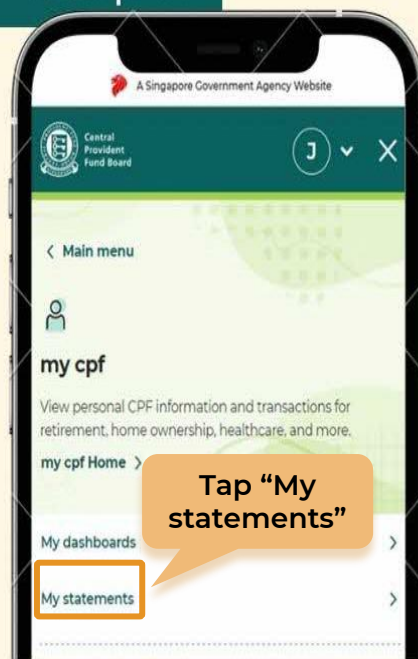 A Singapore Government Agency Website
Central
Provident
Fund Board
J
Main menu
my cpf
View personal CPF information and transactions for
retirement, home ownership, healthcare, and more.
my cpf Home >
Tap “My
statements”
My dashboards
My statements